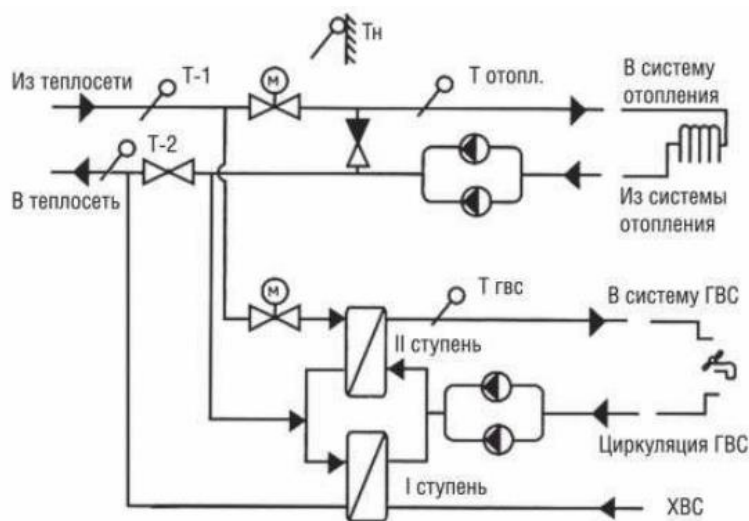 Тн
Из теплосети
Т-1
М
Т отопл.
В систему
отопления
Т-2
В теплосеть
Из системы
отопления
М
Т гвс
В систему ГВС
II ступень
Циркуляция ГВС
I ступень
ХВС